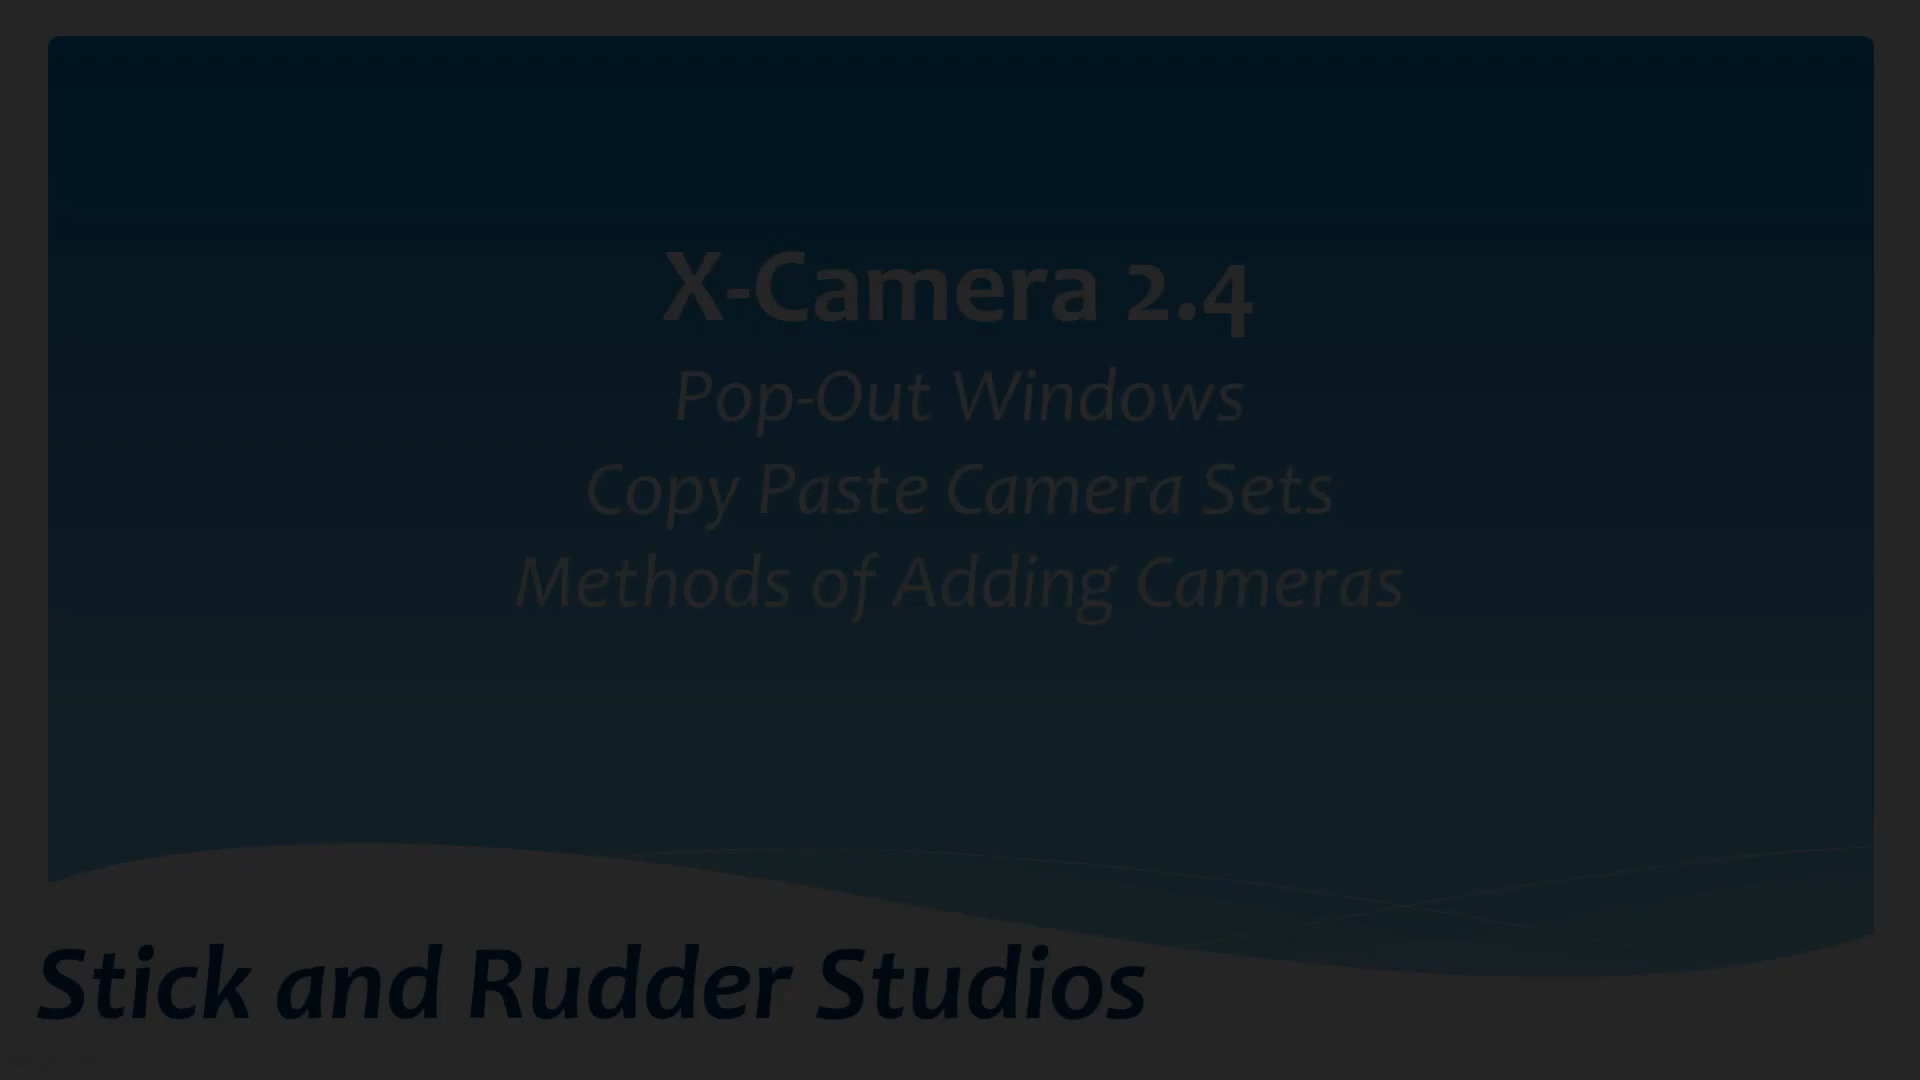 X-Camera 2.4
Pop-Out Windows
Copy Paste Camera Sets
Methods of Adding Cameras
Stick and Rudder Studios